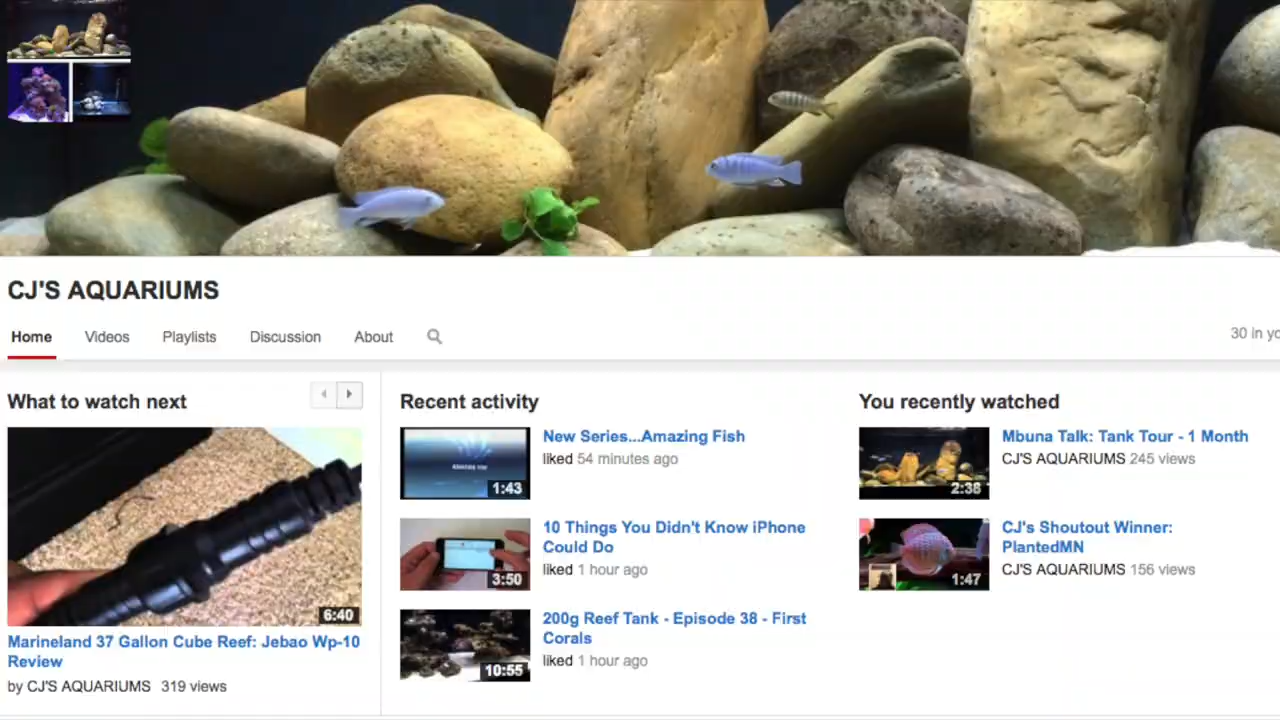 CJ'S AQUARIUMS
Home Videos Playlists Discussion About
30 in yo
What to watch next
6:40
Marineland 37 Gallon Cube Reef: Jebao Wp-10
Review
by CJ'S AQUARIUMS 319 views
Recent activity
1:43
New Series...Amazing Fish
liked 54 minutes ago
3:50
10 Things You Didn't Know iPhone
Could Do
liked 1 hour ago
10:55
200g Reef Tank - Episode 38 - First
Corals
liked 1 hour ago
You recently watched
2:38
Mbuna Talk: Tank Tour - 1 Month
CJ'S AQUARIUMS 245 views
1:47
CJ's Shoutout Winner:
PlantedMN
CJ'S AQUARIUMS 156 views